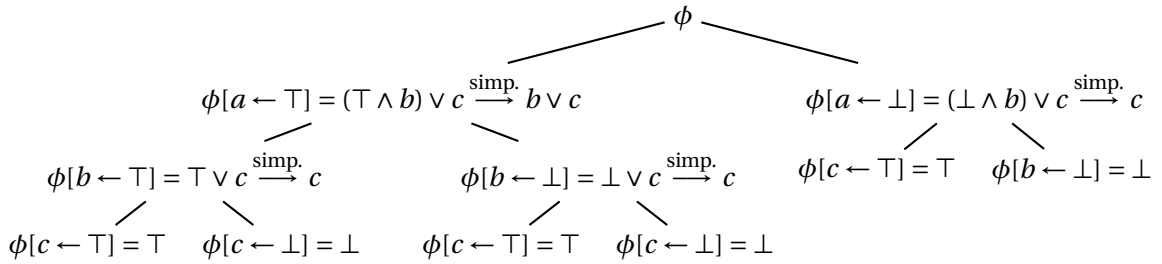 ϕ
ϕ[a ← ⊤] = (⊤ ∧ b) ∨ c simp.⟶ b ∨ c ϕ[a ← ⊥] = (⊥ ∧ b) ∨ c simp.⟶ c
ϕ[b ← ⊤] = ⊤ ∨ c simp.⟶ c ϕ[b ← ⊥] = ⊥ ∨ c simp.⟶ c ϕ[c ← ⊤] = ⊤ ϕ[b ← ⊥] = ⊥
ϕ[c ← ⊤] = ⊤ ϕ[c ← ⊥] = ⊥ ϕ[c ← ⊤] = ⊤ ϕ[c ← ⊥] = ⊥